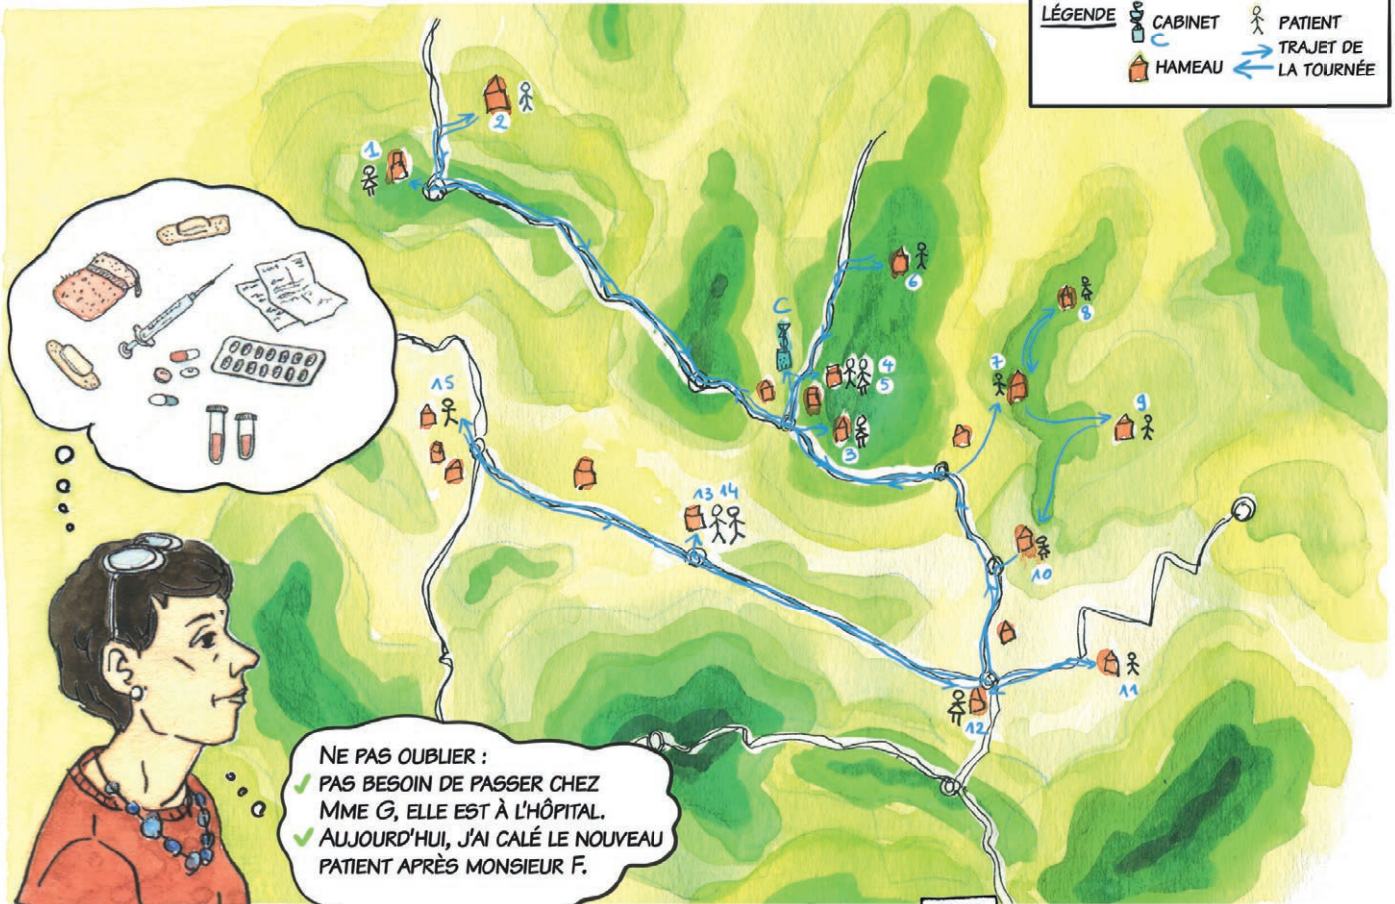 LÉGENDE
CABINET
C
PATIENT
HAMEAU
TRAJET DE
LA TOURNÉE
2
1
6
C
8
4
5
7
9
15
3
13 14
10
11
12
NE PAS OUBLIER :
✓ PAS BESOIN DE PASSER CHEZ
MME G, ELLE EST À L'HÔPITAL.
✓ AUJOURD'HUI, J'AI CALÉ LE NOUVEAU
PATIENT APRÈS MONSIEUR F.